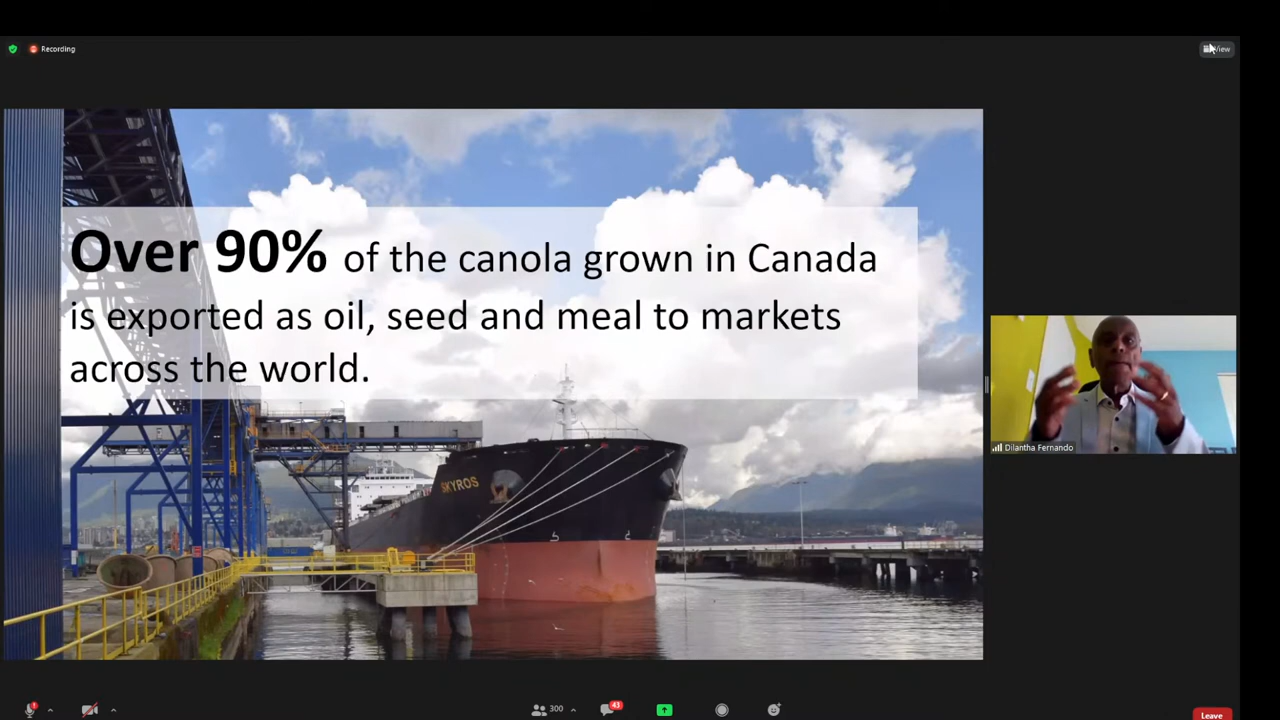 Recording
View
Over 90% of the canola grown in Canada
is exported as oil, seed and meal to markets
across the world.
SKYROS
Dilantha Fernando
300
43
Leave